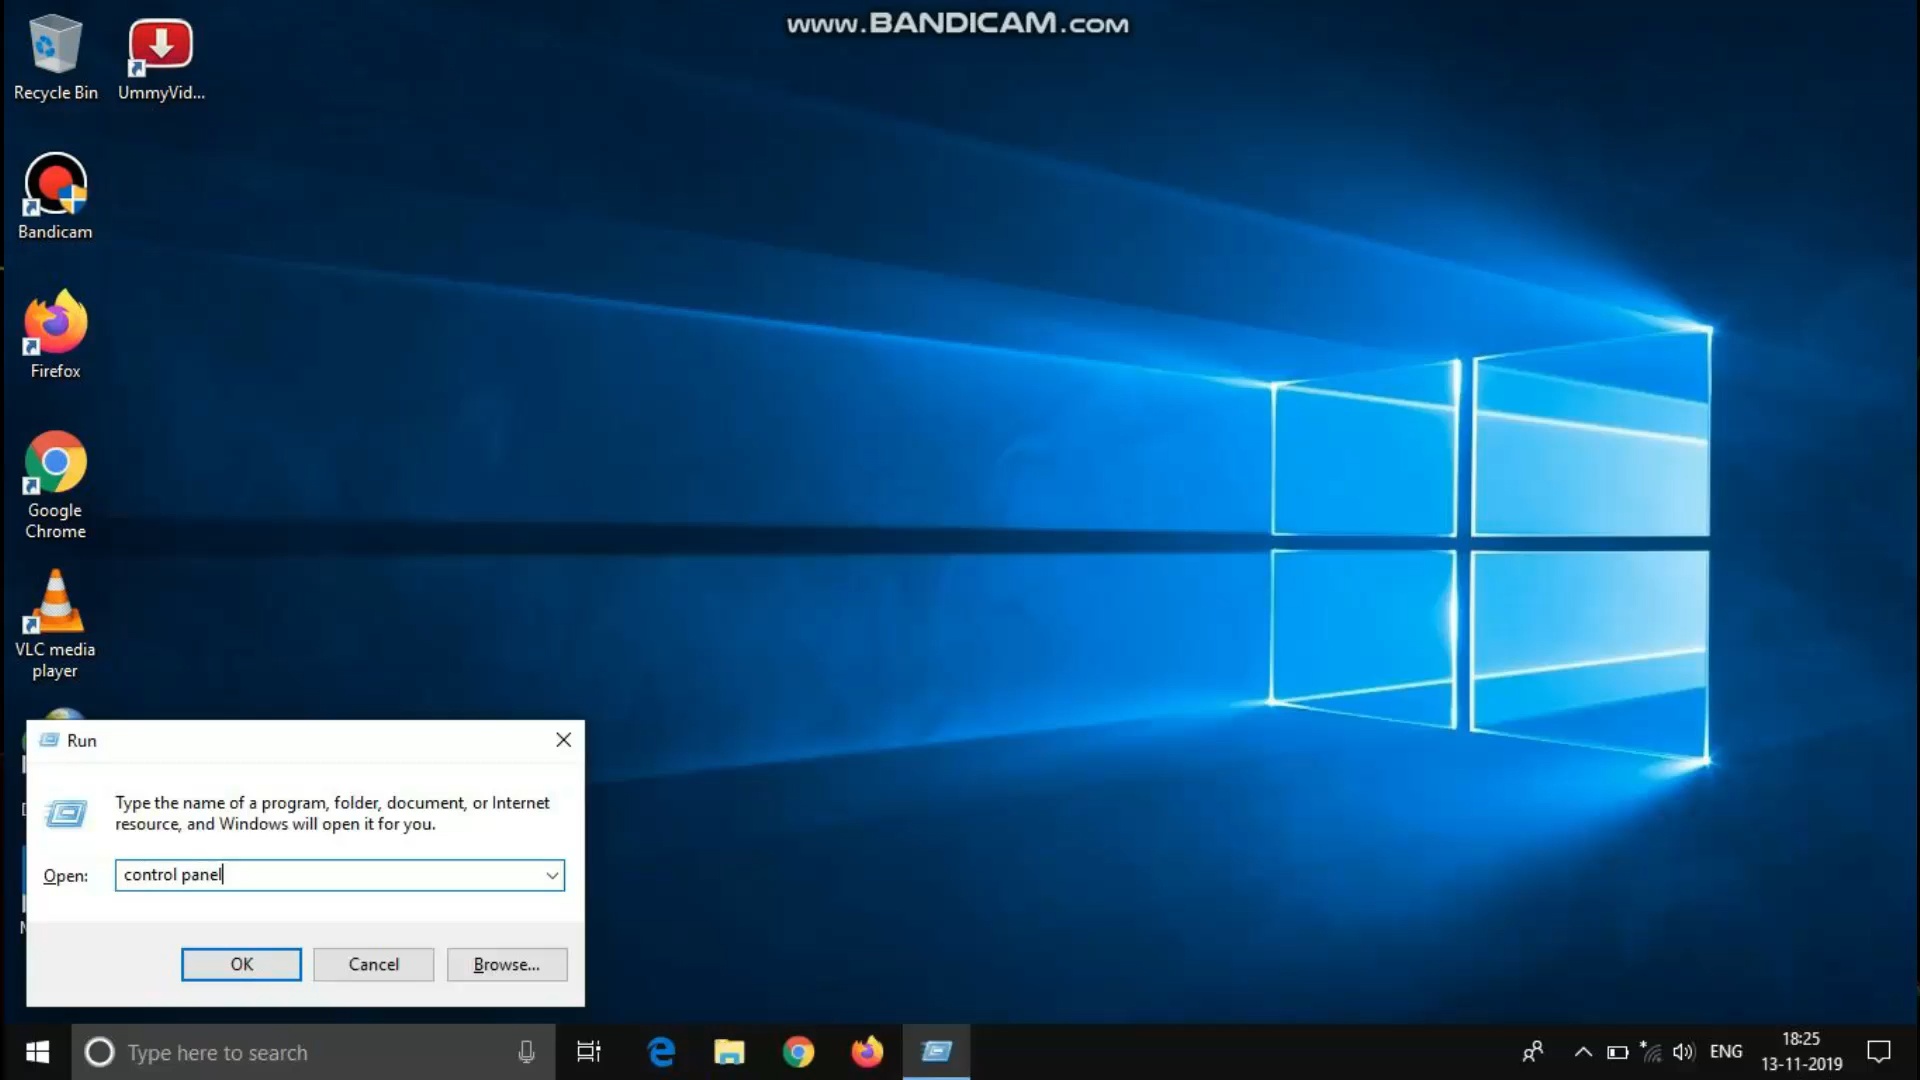 www.BANDICAM.com
Recycle Bin
UmmyVid...
Bandicam
Firefox
Google
Chrome
VLC media
player
Run
Type the name of a program, folder, document, or Internet
resource, and Windows will open it for you.
Open:
control panel
OK
Cancel
Browse...
Type here to search
ENG
18:25
13-11-2019